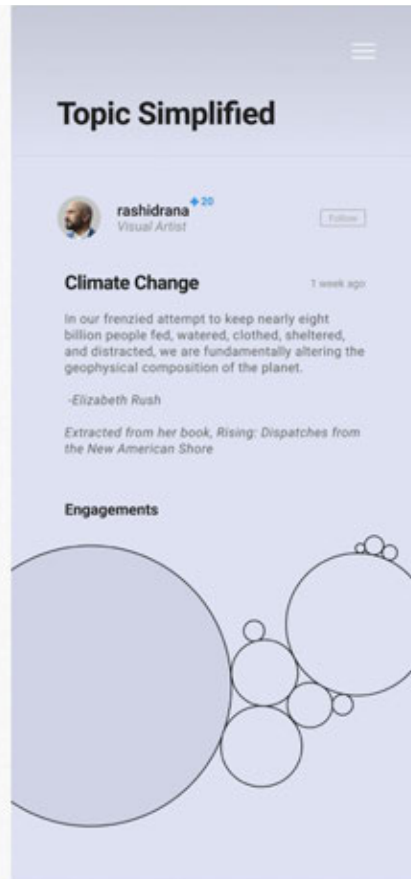 Topic Simplified
rashidrana +20
Visual Artist
Follow
Climate Change
1 week ago
In our frenzied attempt to keep nearly eight
billion people fed, watered, clothed, sheltered,
and distracted, we are fundamentally altering the
geophysical composition of the planet.
-Elizabeth Rush
Extracted from her book, Rising: Dispatches from
the New American Shore
Engagements